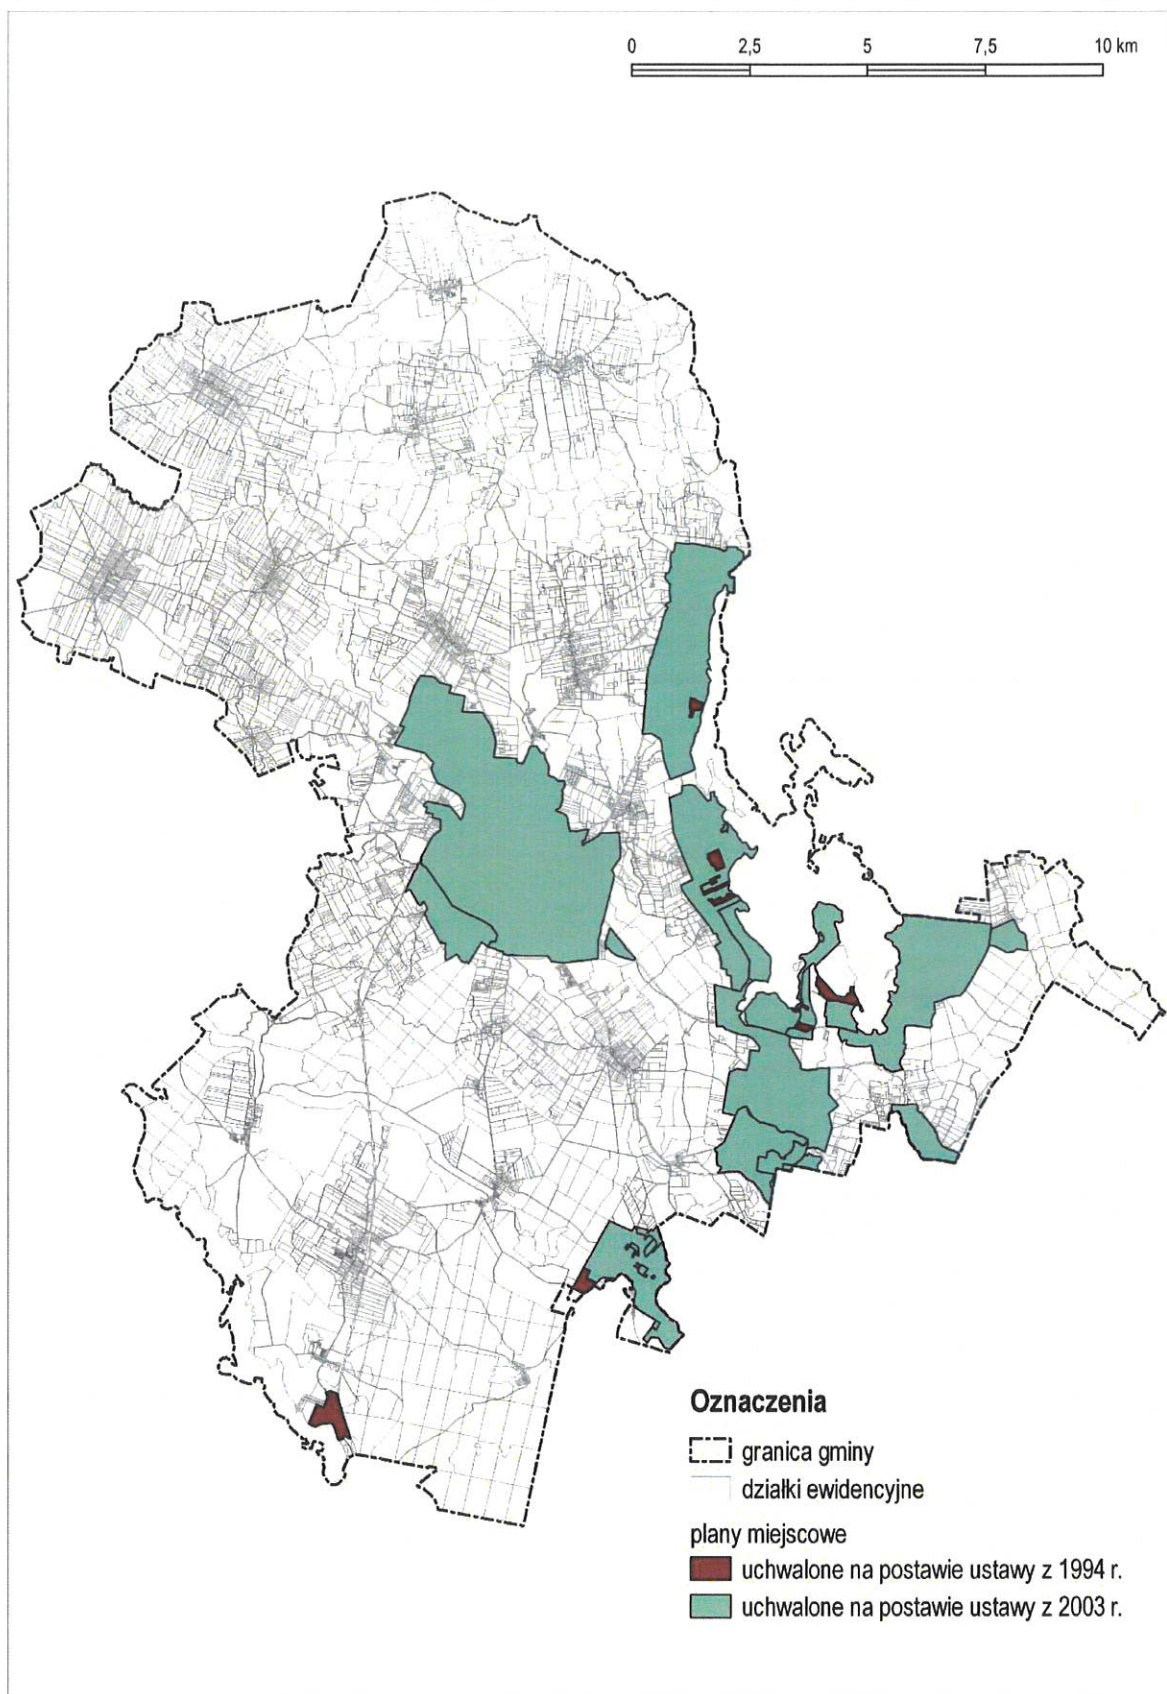 0 2,5 5 7,5 10 km
Oznaczenia
granica gminy
działki ewidencyjne
plany miejscowe
uchwalone na postawie ustawy z 1994 r.
uchwalone na postawie ustawy z 2003 r.